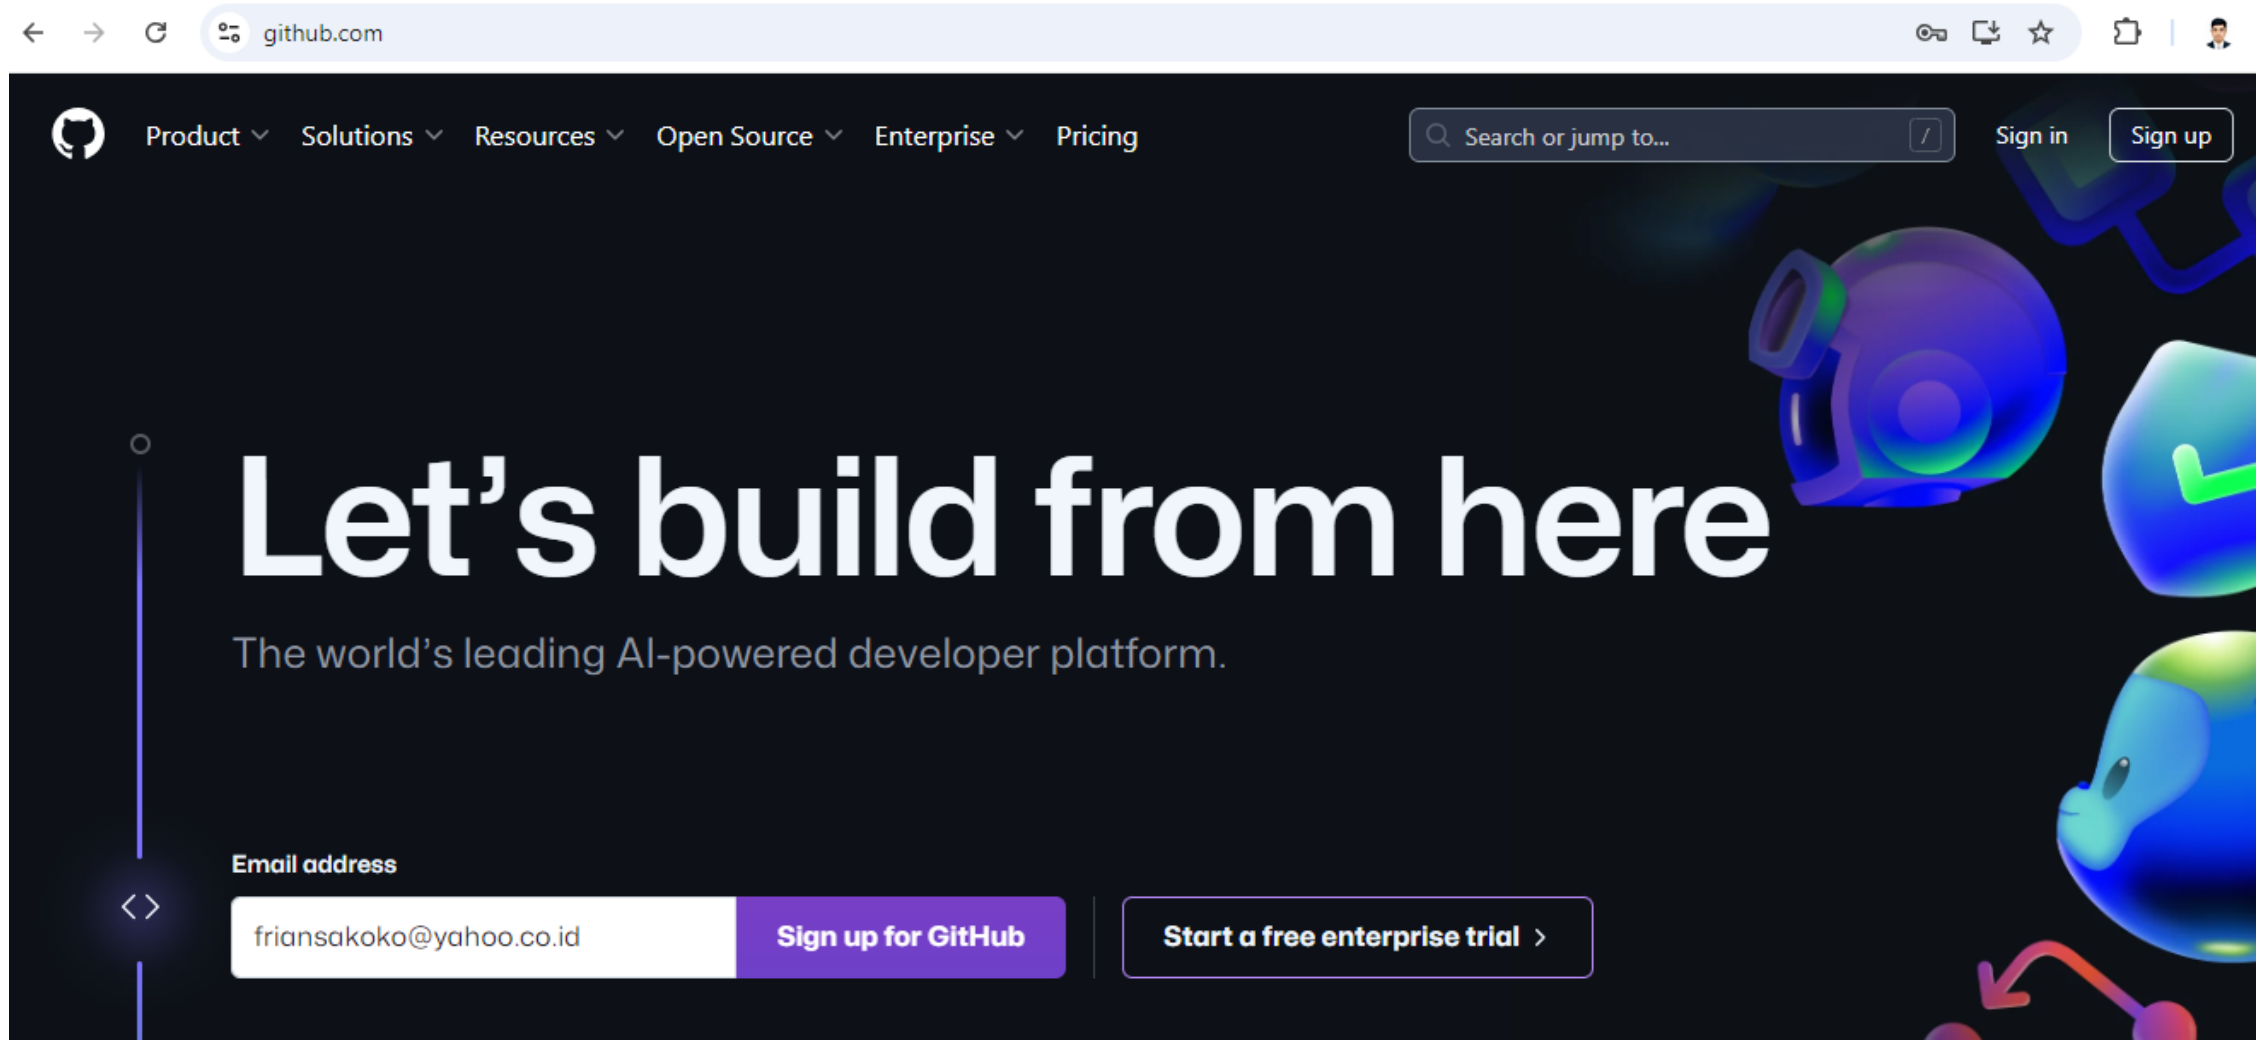 github.com
Product Solutions Resources Open Source Enterprise Pricing Search or jump to... / Sign in Sign up
Let’s build from here
The world’s leading AI-powered developer platform.
Email address
friansakoko@yahoo.co.id Sign up for GitHub Start a free enterprise trial